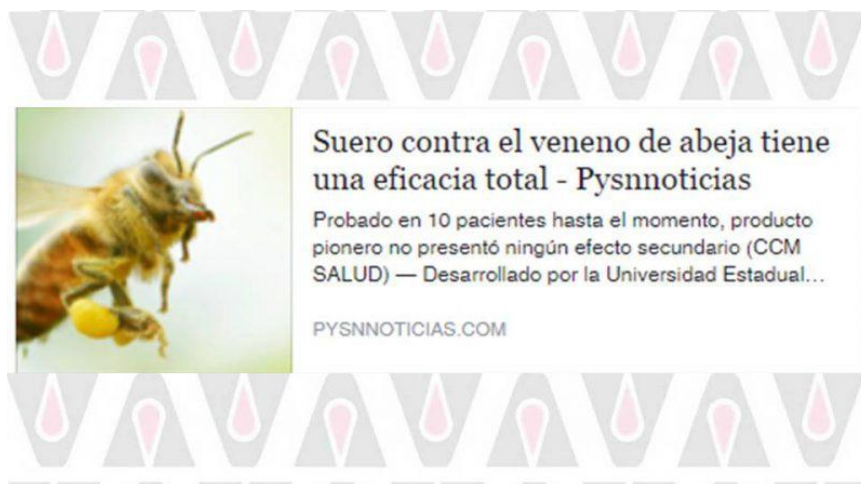 Suero contra el veneno de abeja tiene
una eficacia total - Pysnnoticias
Probado en 10 pacientes hasta el momento, producto
pionero no presentó ningún efecto secundario (CCM
SALUD) — Desarrollado por la Universidad Estadual...
PYSNNOTICIAS.COM